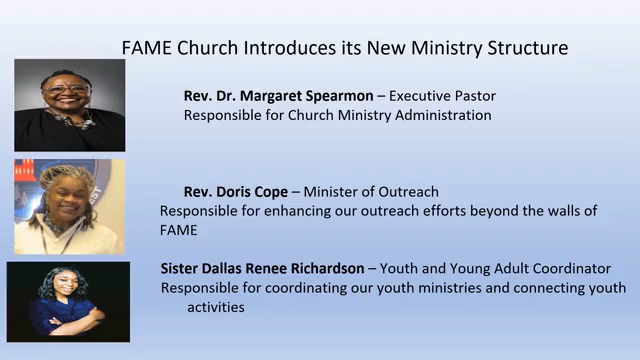 FAME Church Introduces its New Ministry Structure
Rev. Dr. Margaret Spearmon – Executive Pastor
Responsible for Church Ministry Administration
Rev. Doris Cope – Minister of Outreach
Responsible for enhancing our outreach efforts beyond the walls of
FAME
Sister Dallas Renee Richardson – Youth and Young Adult Coordinator
Responsible for coordinating our youth ministries and connecting youth
activities